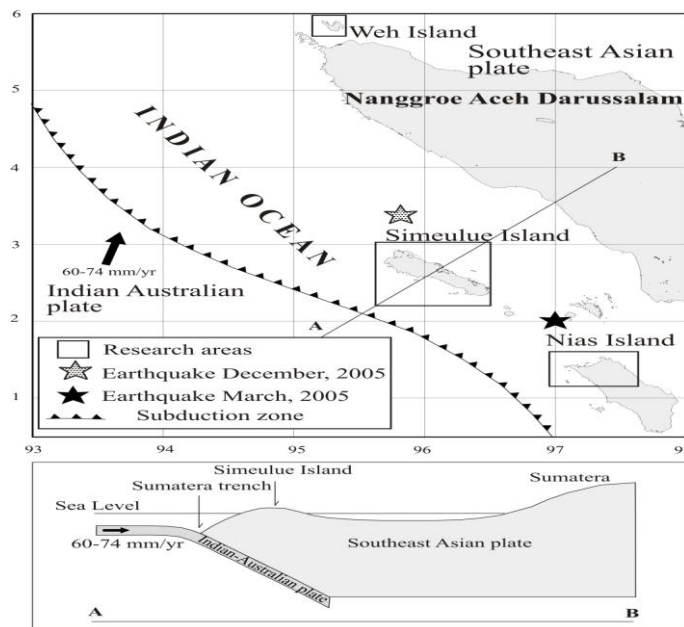 6
Weh Island
Southeast Asian
plate
5
Nanggroe Aceh Darussalam
INDIAN OCEAN
B
4
Simeulue Island
3
60-74 mm/yr
Indian Australian
plate
A
2
Nias Island
Research areas
Earthquake December, 2005
Earthquake March, 2005
Subduction zone
1
93 94 95 96 97 9
Simeulue Island
Sumatera trench
Sumatera
Sea Level
60-74 mm/yr
Indian-Australian plate
Southeast Asian plate
A B